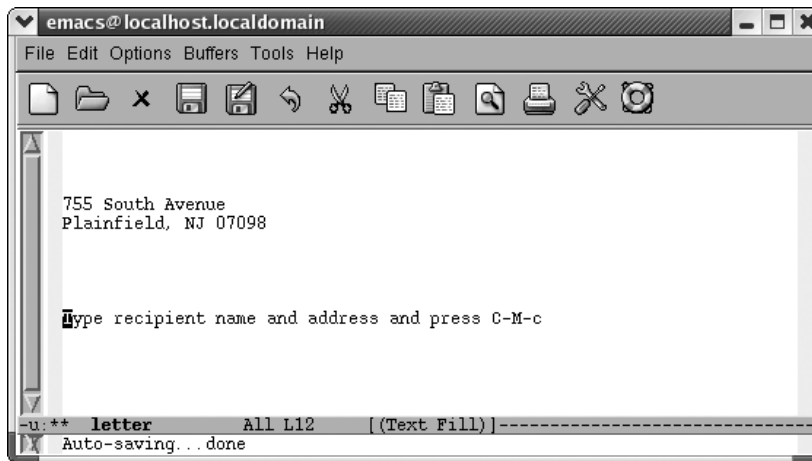 emacs@localhost.localdomain
File Edit Options Buffers Tools Help
755 South Avenue
Plainfield, NJ 07098
Type recipient name and address and press C-M-c
-u:** letter All L12 [(Text Fill)]--------------------------------
Auto-saving...done